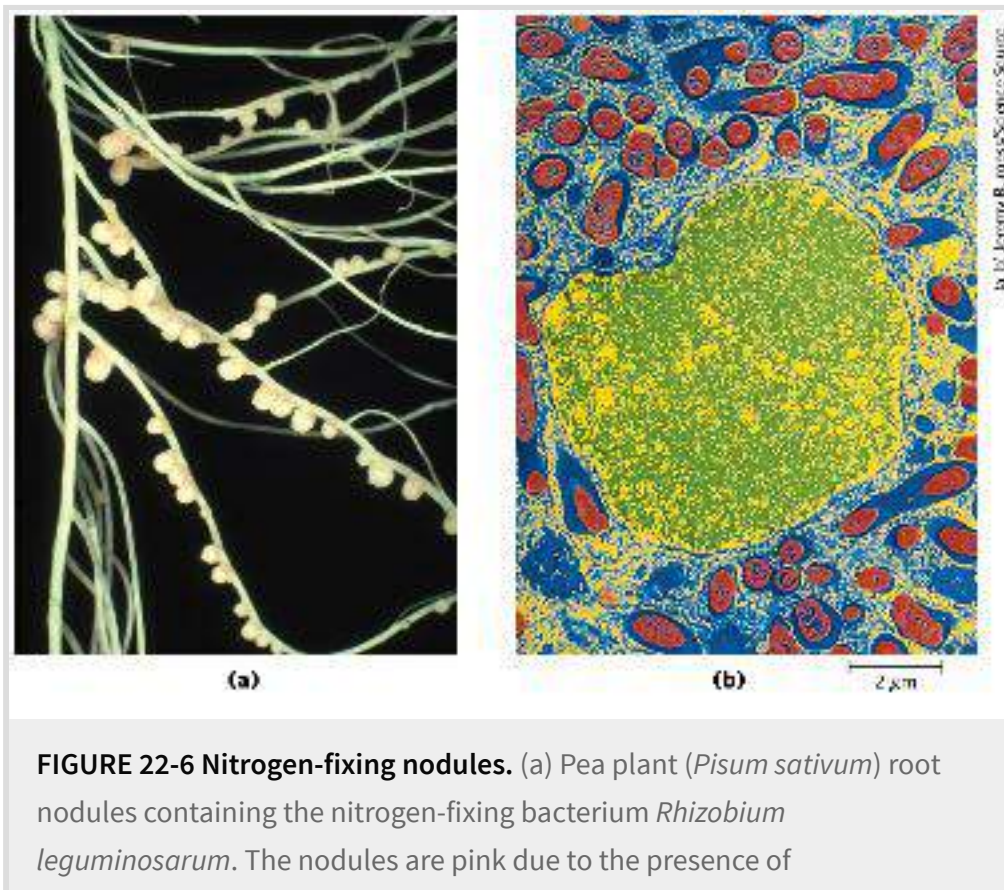 (a)
(b)
2 μm
FIGURE 22-6 Nitrogen-fixing nodules. (a) Pea plant (Pisum sativum) root
nodules containing the nitrogen-fixing bacterium Rhizobium
leguminosarum. The nodules are pink due to the presence of